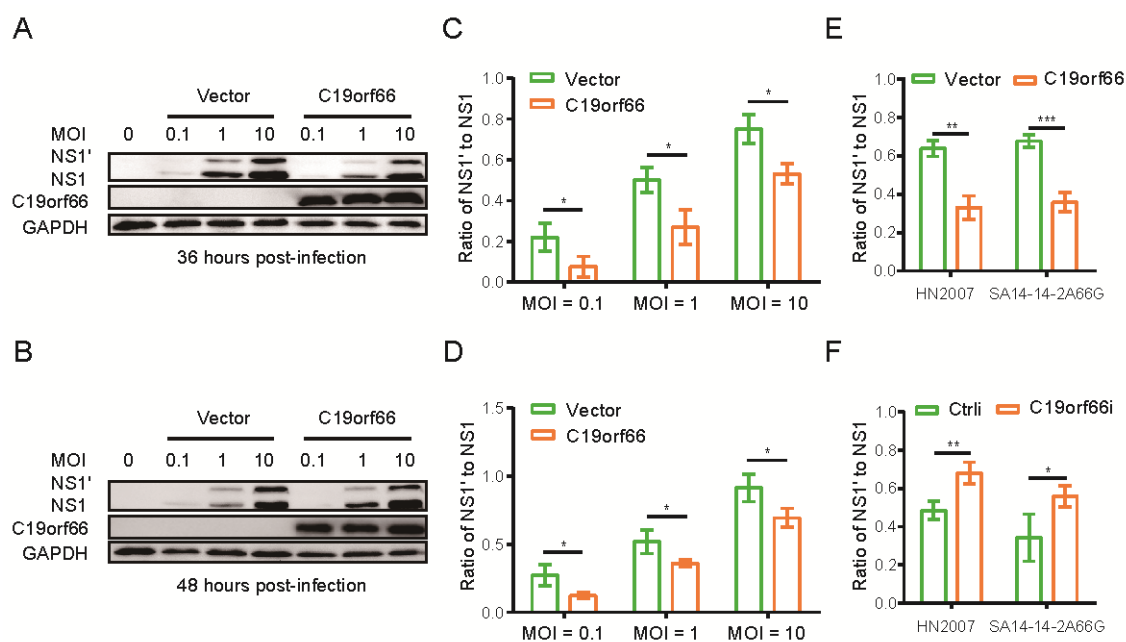 A
Vector C19orf66
MOI 0 0.1 1 10 0.1 1 10
NS1'
NS1
C19orf66
GAPDH
36 hours post-infection
B
Vector C19orf66
MOI 0 0.1 1 10 0.1 1 10
NS1'
NS1
C19orf66
GAPDH
48 hours post-infection
C
Vector
C19orf66
Ratio of NS1' to NS1
1.0
0.8
0.6
0.4
0.2
0.0
*
*
*
MOI = 0.1 MOI = 1 MOI = 10
D
Vector
C19orf66
Ratio of NS1' to NS1
1.5
1.0
0.5
0.0
*
*
*
MOI = 0.1 MOI = 1 MOI = 10
E
Vector C19orf66
Ratio of NS1' to NS1
1.0
0.8
0.6
0.4
0.2
0.0
** ***
HN2007 SA14-14-2A66G
F
Ctrli C19orf66i
Ratio of NS1' to NS1
1.0
0.8
0.6
0.4
0.2
0.0
** *
HN2007 SA14-14-2A66G